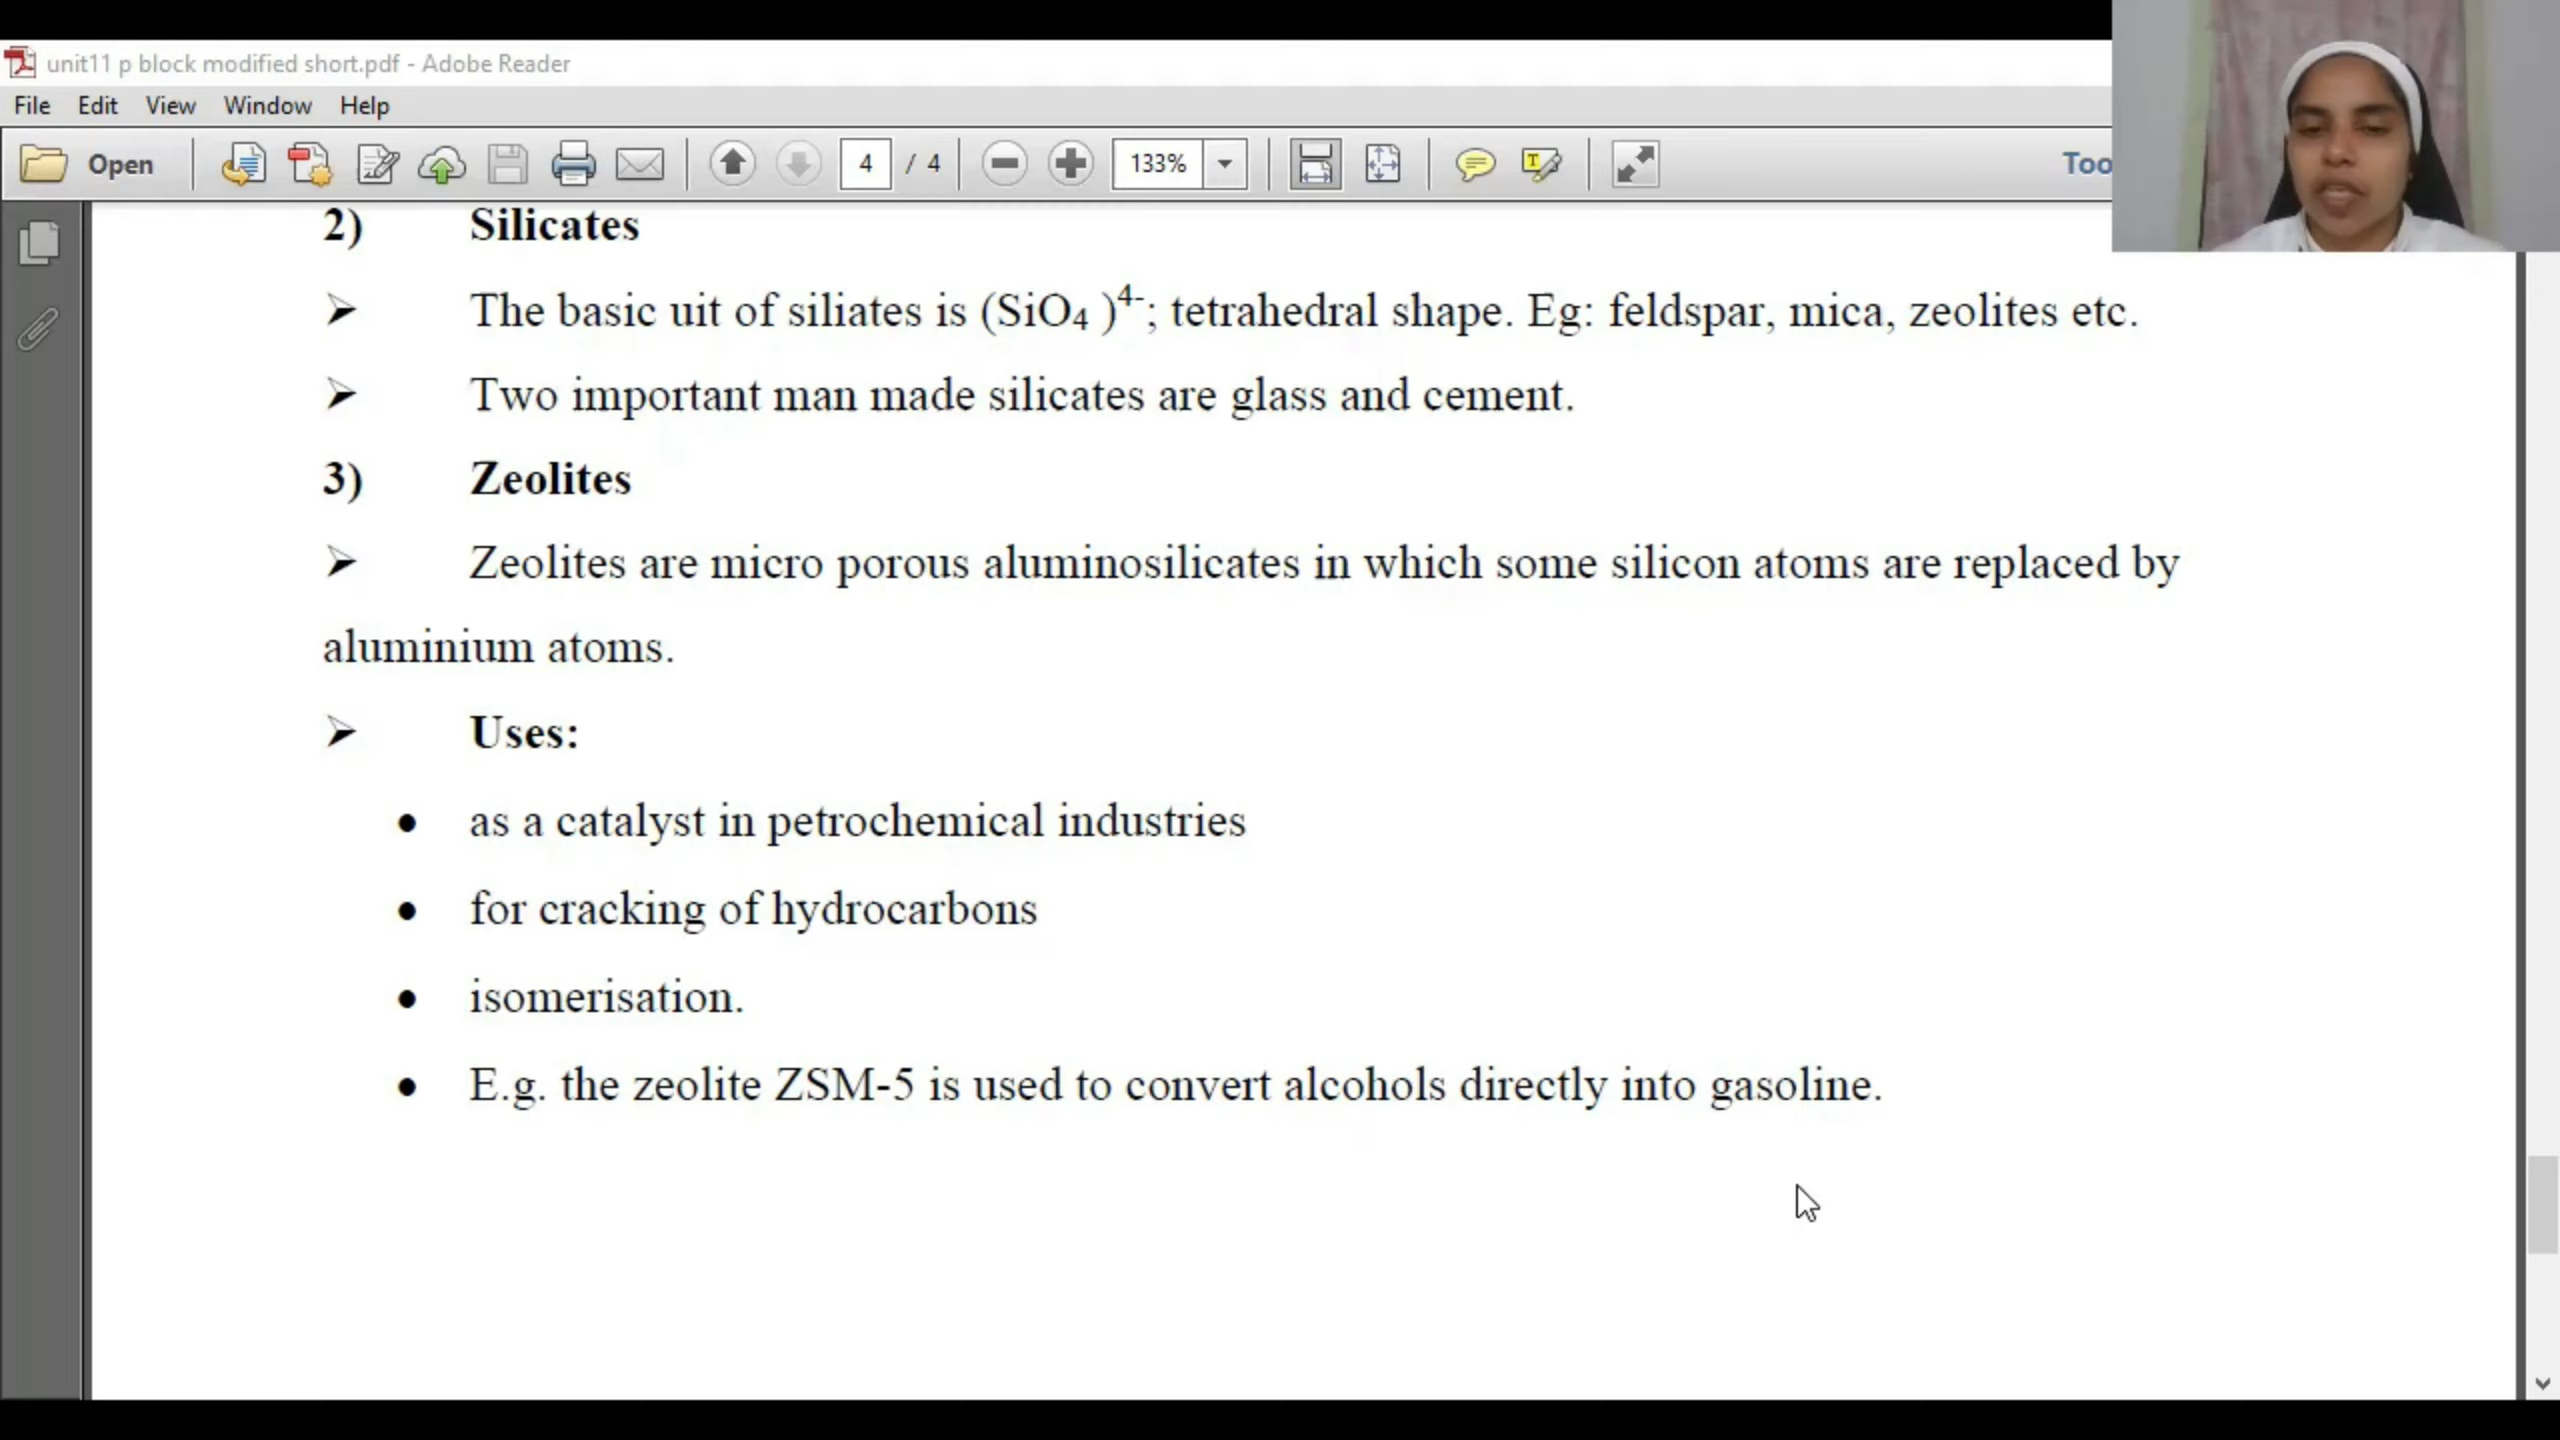 unit11 p block modified short.pdf - Adobe Reader
File Edit View Window Help
Open 4 / 4 133% Too
2) Silicates
➢ The basic uit of siliates is (SiO₄ )⁴⁻; tetrahedral shape. Eg: feldspar, mica, zeolites etc.
➢ Two important man made silicates are glass and cement.
3) Zeolites
➢ Zeolites are micro porous aluminosilicates in which some silicon atoms are replaced by
aluminium atoms.
➢ Uses:
• as a catalyst in petrochemical industries
• for cracking of hydrocarbons
• isomerisation.
• E.g. the zeolite ZSM-5 is used to convert alcohols directly into gasoline.